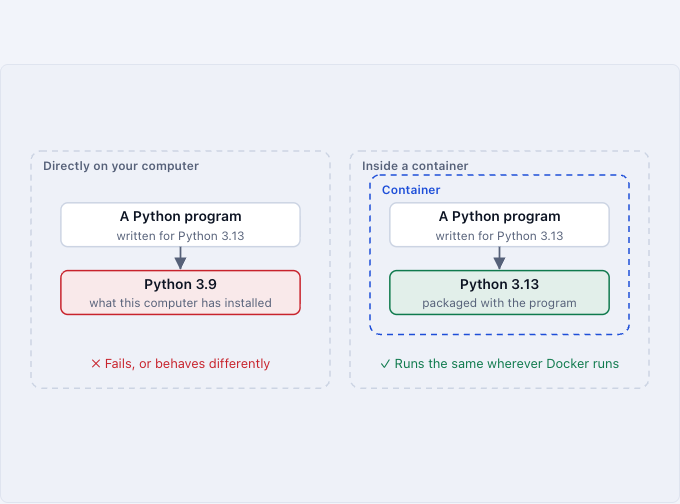 Directly on your computer
A Python program
written for Python 3.13
Python 3.9
what this computer has installed
✕ Fails, or behaves differently
Inside a container
Container
A Python program
written for Python 3.13
Python 3.13
packaged with the program
✓ Runs the same wherever Docker runs